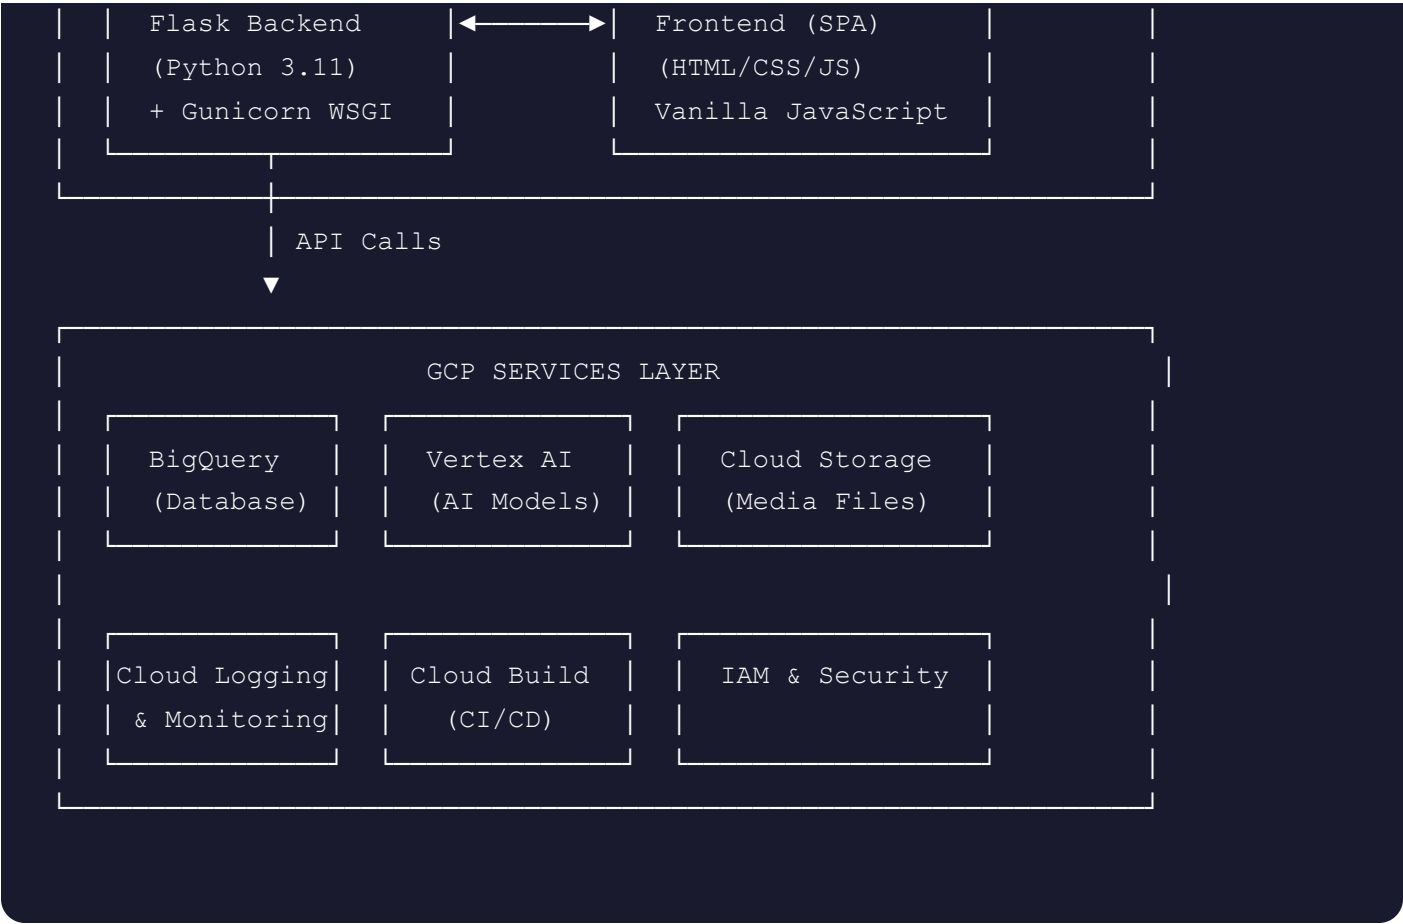 Flask Backend Frontend (SPA)
(Python 3.11) (HTML/CSS/JS)
+ Gunicorn WSGI Vanilla JavaScript
API Calls
GCP SERVICES LAYER
BigQuery Vertex AI Cloud Storage
(Database) (AI Models) (Media Files)
Cloud Logging Cloud Build IAM & Security
& Monitoring (CI/CD)